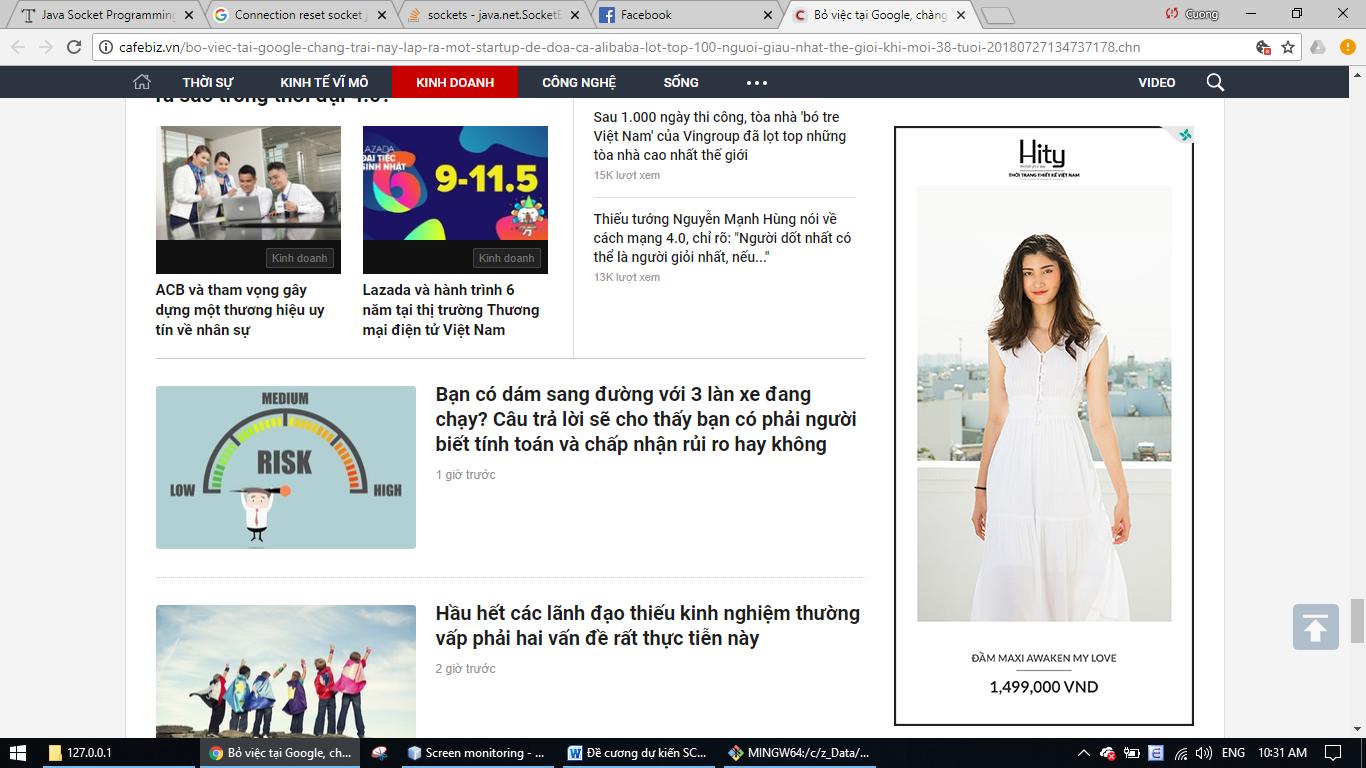 Java Socket Programming
Connection reset socket j
sockets - java.net.SocketE
Facebook
Bỏ việc tại Google, chàng
Cuong
cafebiz.vn/bo-viec-tai-google-chang-trai-nay-lap-ra-mot-startup-de-doa-ca-alibaba-lot-top-100-nguoi-giau-nhat-the-gioi-khi-moi-38-tuoi-20180727134737178.chn
THỜI SỰ
KINH TẾ VĨ MÔ
KINH DOANH
CÔNG NGHỆ
SỐNG
VIDEO
ra sao trong thời đại 4.0?
LAZADA
ĐẠI TIỆC
SINH NHẬT
6
9-11.5
Kinh doanh
Kinh doanh
ACB và tham vọng gây
dựng một thương hiệu uy
tín về nhân sự
Lazada và hành trình 6
năm tại thị trường Thương
mại điện tử Việt Nam
Sau 1.000 ngày thi công, tòa nhà 'bó tre
Việt Nam' của Vingroup đã lọt top những
tòa nhà cao nhất thế giới
15K lượt xem
Thiếu tướng Nguyễn Mạnh Hùng nói về
cách mạng 4.0, chỉ rõ: "Người dốt nhất có
thể là người giỏi nhất, nếu..."
13K lượt xem
Hity
THỜI TRANG THIẾT KẾ VIỆT NAM
ĐẦM MAXI AWAKEN MY LOVE
1,499,000 VND
MEDIUM
RISK
LOW
HIGH
Bạn có dám sang đường với 3 làn xe đang
chạy? Câu trả lời sẽ cho thấy bạn có phải người
biết tính toán và chấp nhận rủi ro hay không
1 giờ trước
Hầu hết các lãnh đạo thiếu kinh nghiệm thường
vấp phải hai vấn đề rất thực tiễn này
2 giờ trước
127.0.0.1
Bỏ việc tại Google, ch...
Screen monitoring - ...
Đề cương dự kiến SC...
MINGW64:/c/z_Data/...
ENG
10:31 AM